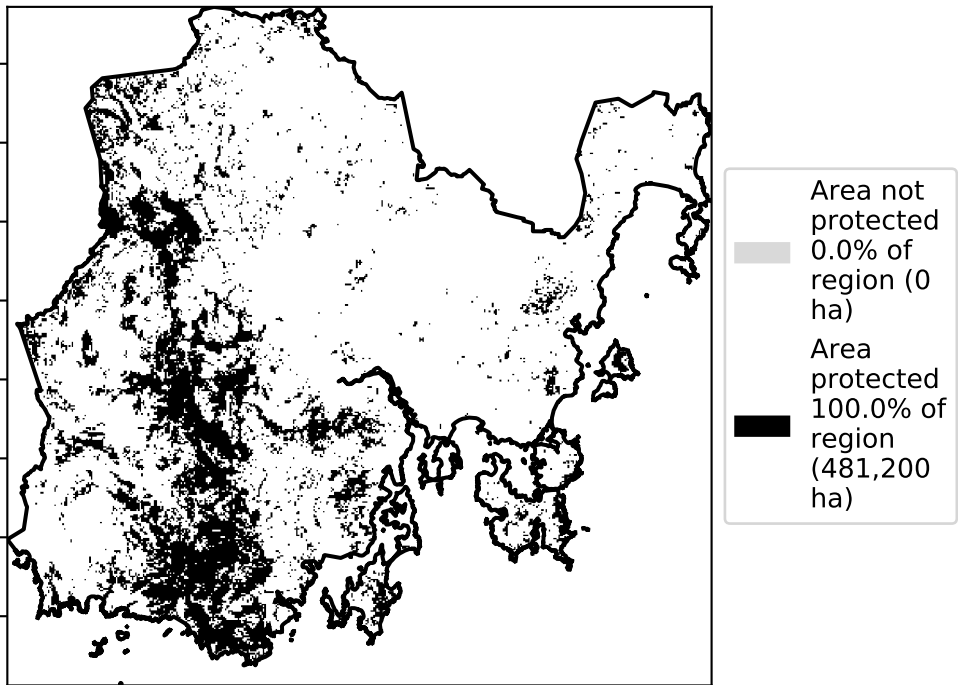 Area not
protected
0.0% of
region (0
ha)
Area
protected
100.0% of
region
(481,200
ha)